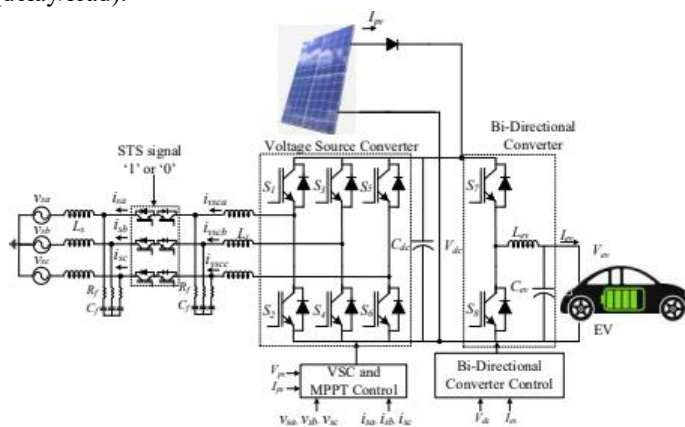 I_pv
Bi-Directional
Converter
STS signal
'1' or '0'
Voltage Source Converter
S_1
S_3
S_5
S_7
v_sa
v_sb
v_sc
L_s
i_sa
i_sb
i_sc
i_vsca
i_vscb
i_vscc
L_i
C_dc
V_dc
L_ev
I_ev
V_ev
C_ev
R_f
C_f
R_f
C_f
S_2
S_4
S_6
S_8
EV
V_pv
I_pv
VSC and
MPPT Control
Bi-Directional
Converter Control
v_sa, v_sb, v_sc
i_sa, i_sb, i_sc
V_dc
I_ev